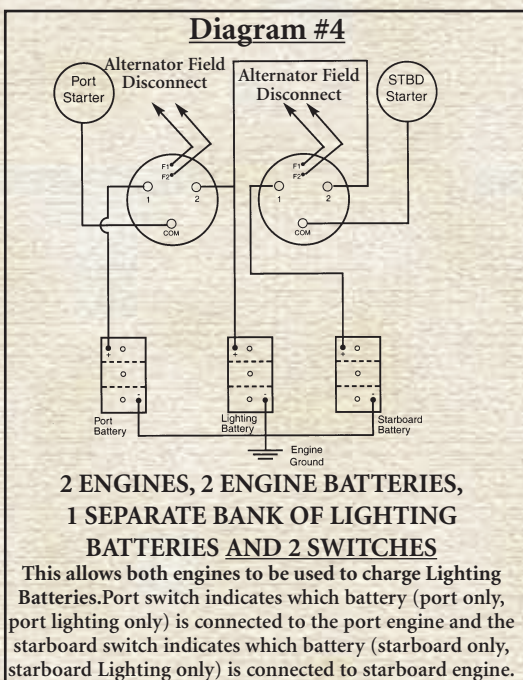 Diagram #4
Alternator Field
Disconnect
Alternator Field
Disconnect
Port
Starter
STBD
Starter
F1
F2
1
2
COM
F1
F2
1
2
COM
+
-
+
-
+
-
Port
Battery
Lighting
Battery
Starboard
Battery
Engine
Ground
2 ENGINES, 2 ENGINE BATTERIES,
1 SEPARATE BANK OF LIGHTING
BATTERIES AND 2 SWITCHES
This allows both engines to be used to charge Lighting
Batteries.Port switch indicates which battery (port only,
port lighting only) is connected to the port engine and the
starboard switch indicates which battery (starboard only,
starboard Lighting only) is connected to starboard engine.